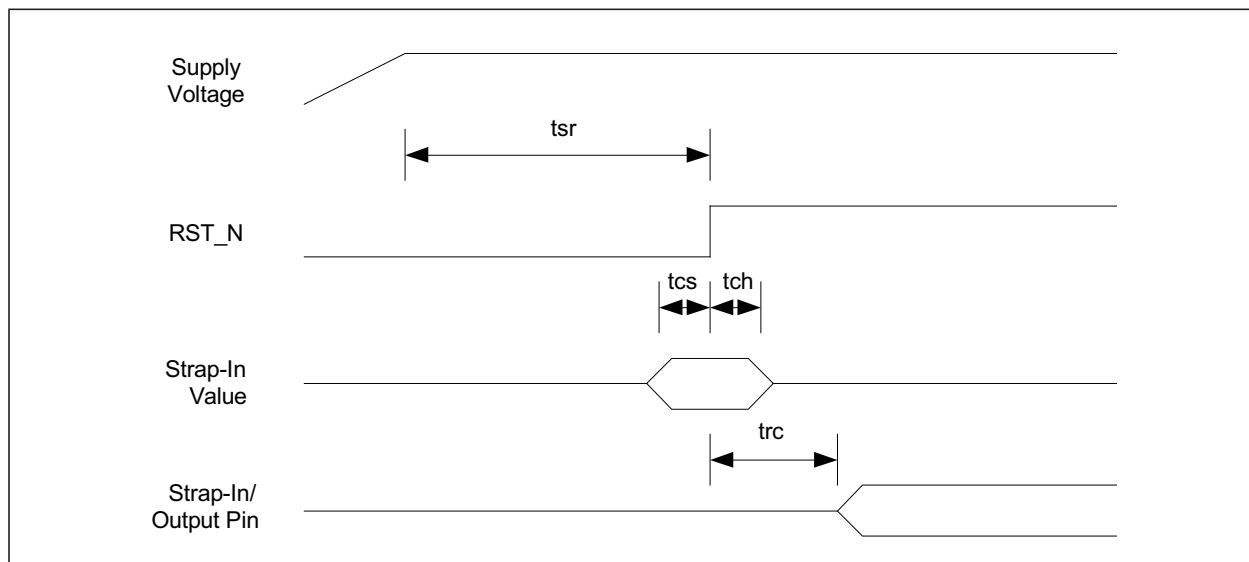 Supply
Voltage
tsr
RST_N
tcs
tch
Strap-In
Value
trc
Strap-In/
Output Pin